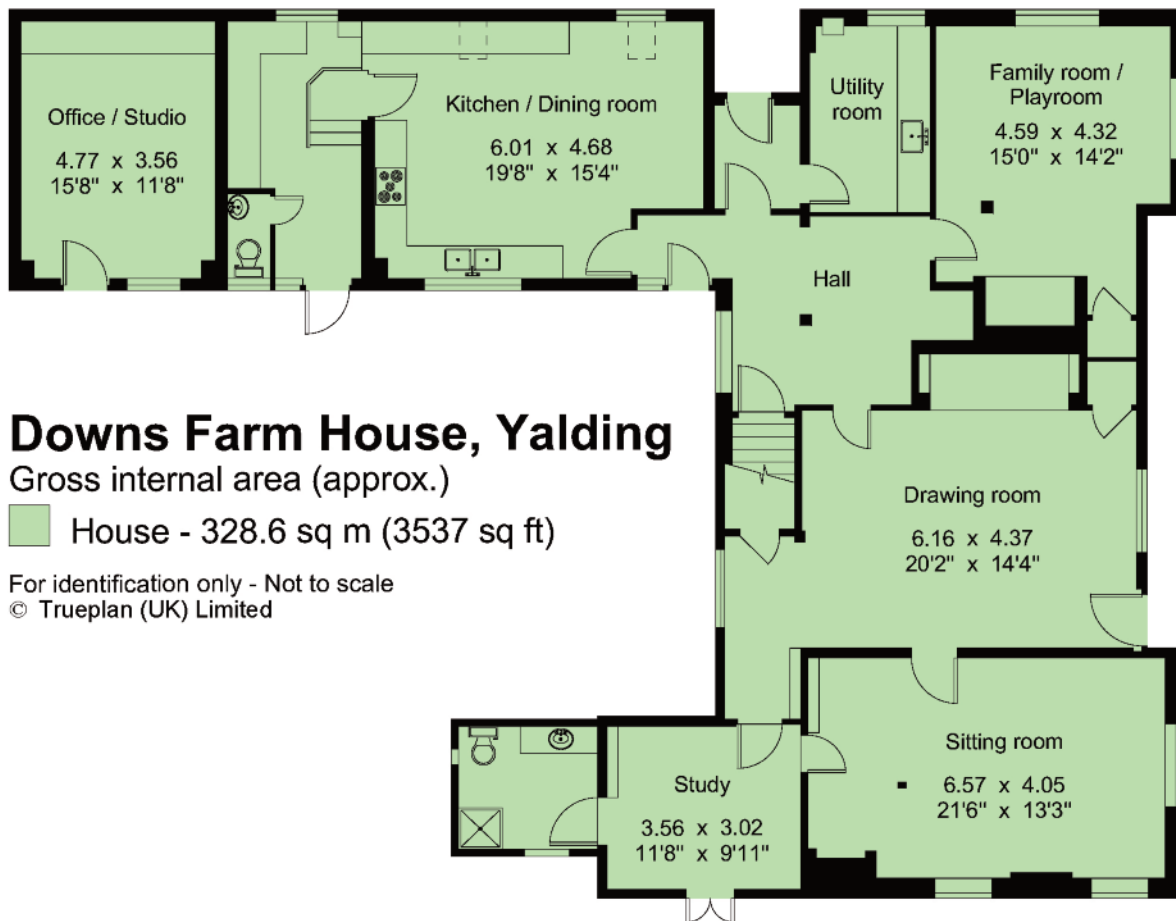 Office / Studio
4.77 x 3.56
15'8" x 11'8"
Kitchen / Dining room
6.01 x 4.68
19'8" x 15'4"
Utility
room
Family room /
Playroom
4.59 x 4.32
15'0" x 14'2"
Hall
Downs Farm House, Yalding
Gross internal area (approx.)
House - 328.6 sq m (3537 sq ft)
For identification only - Not to scale
© Trueplan (UK) Limited
Drawing room
6.16 x 4.37
20'2" x 14'4"
Sitting room
6.57 x 4.05
21'6" x 13'3"
Study
3.56 x 3.02
11'8" x 9'11"